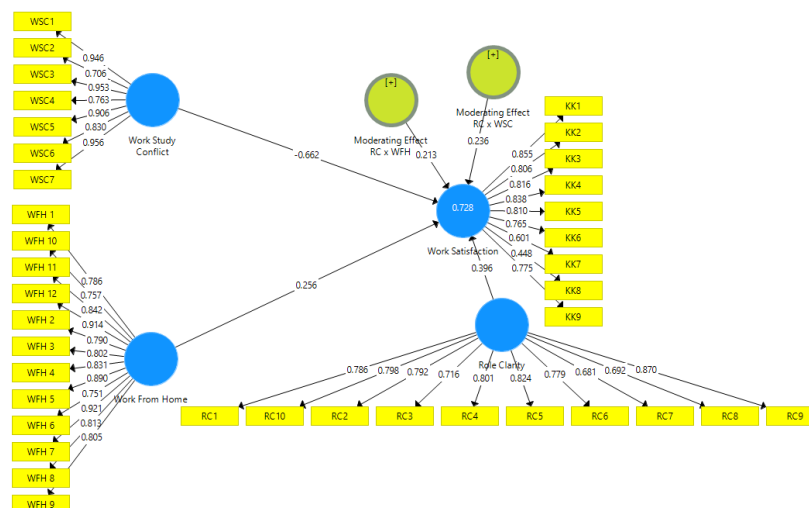 WSC1
WSC2
WSC3
WSC4
WSC5
WSC6
WSC7
0.946
0.706
0.953
0.763
0.906
0.830
0.956
Work Study
Conflict
-0.662
[+]
Moderating Effect
RC x WFH
0.213
[+]
Moderating Effect
RC x WSC
0.236
0.728
Work Satisfaction
0.855
0.806
0.816
0.838
0.810
0.765
0.601
0.448
0.775
KK1
KK2
KK3
KK4
KK5
KK6
KK7
KK8
KK9
WFH 1
WFH 10
WFH 11
WFH 12
WFH 2
WFH 3
WFH 4
WFH 5
WFH 6
WFH 7
WFH 8
WFH 9
0.786
0.757
0.842
0.914
0.790
0.802
0.831
0.890
0.751
0.921
0.813
0.805
Work From Home
0.256
0.396
Role Clarity
0.786
0.798
0.792
0.716
0.801
0.824
0.779
0.681
0.692
0.870
RC1
RC10
RC2
RC3
RC4
RC5
RC6
RC7
RC8
RC9